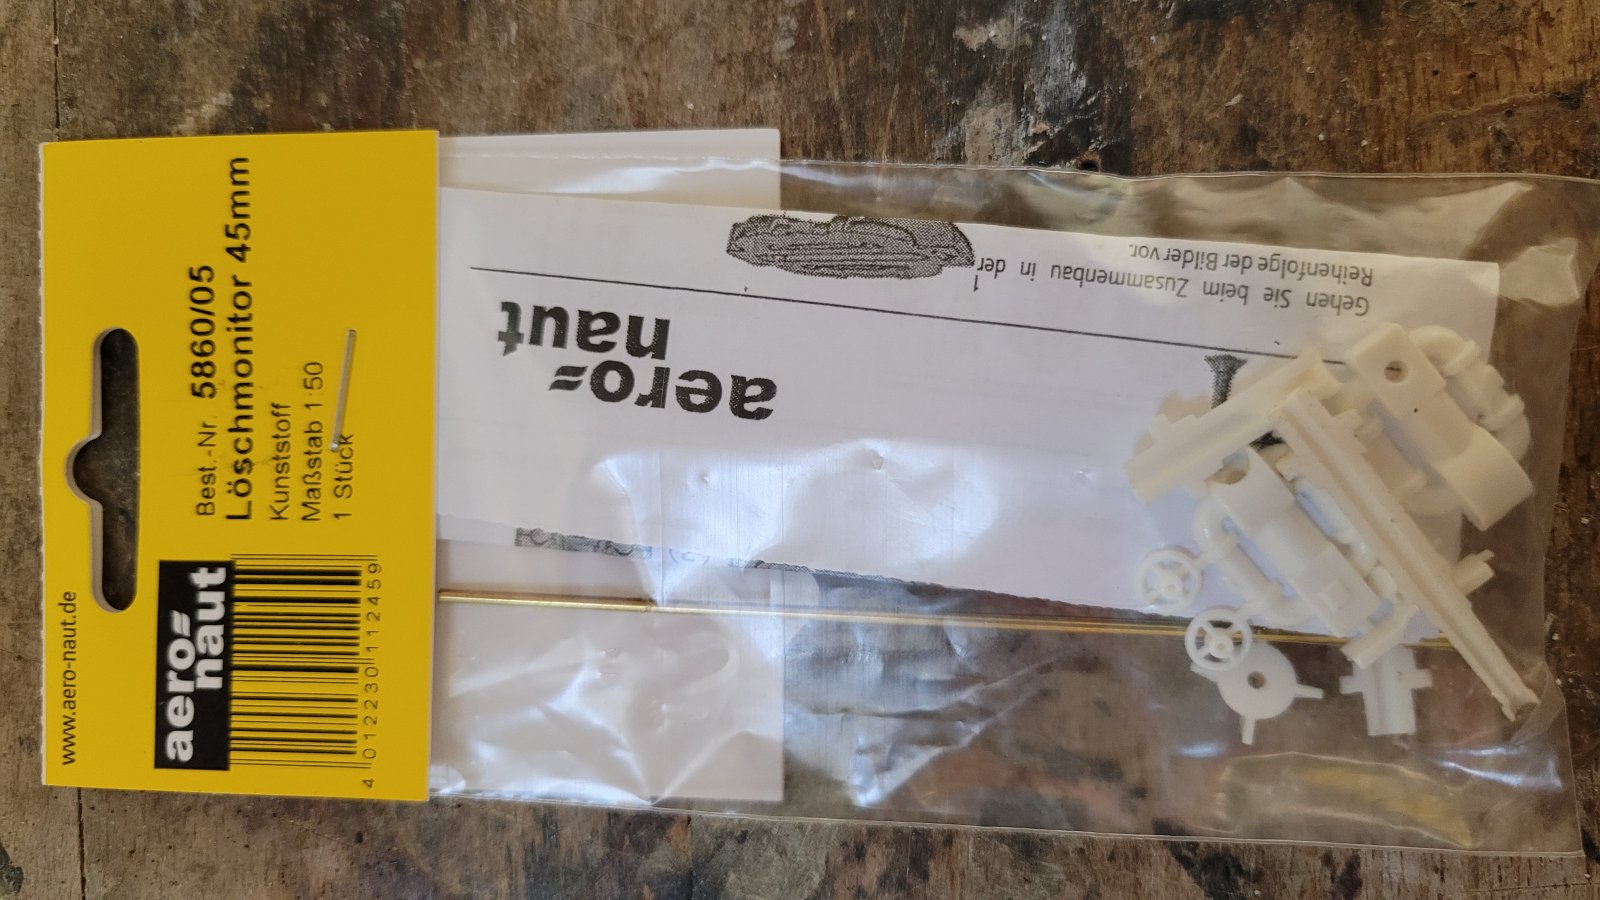 www.aero-naut.de
aero=
naut
Best.-Nr. 5860/05
Löschmonitor 45mm
Kunststoff
Maßstab 1:50
1 Stück
4 012230 112459
aero=
naut
Gehen Sie beim Zusammenbau in der
Reihenfolge der Bilder vor.
1